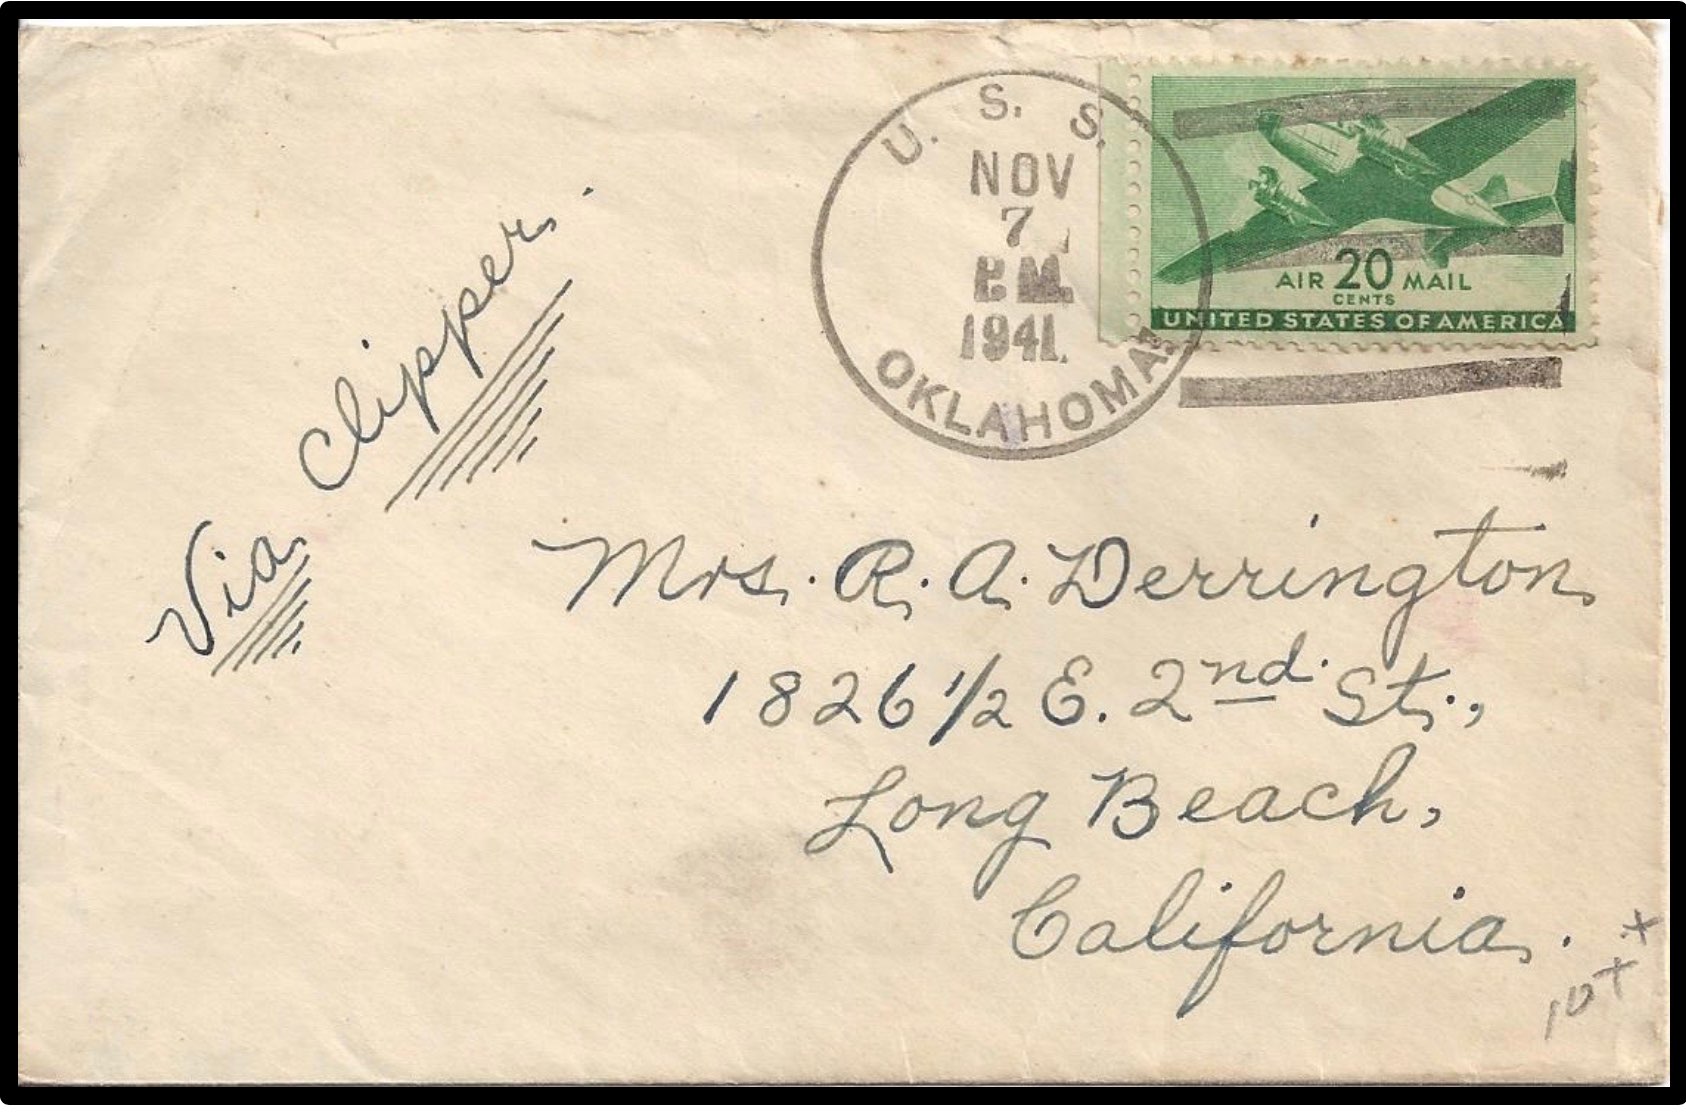 U. S. S.
NOV
7
P.M.
1941.
OKLAHOMA.
AIR 20 MAIL
CENTS
UNITED STATES OF AMERICA
Via Clipper.
Mrs. R. A. Derrington
1826 1/2 E. 2nd St.,
Long Beach,
California.
10